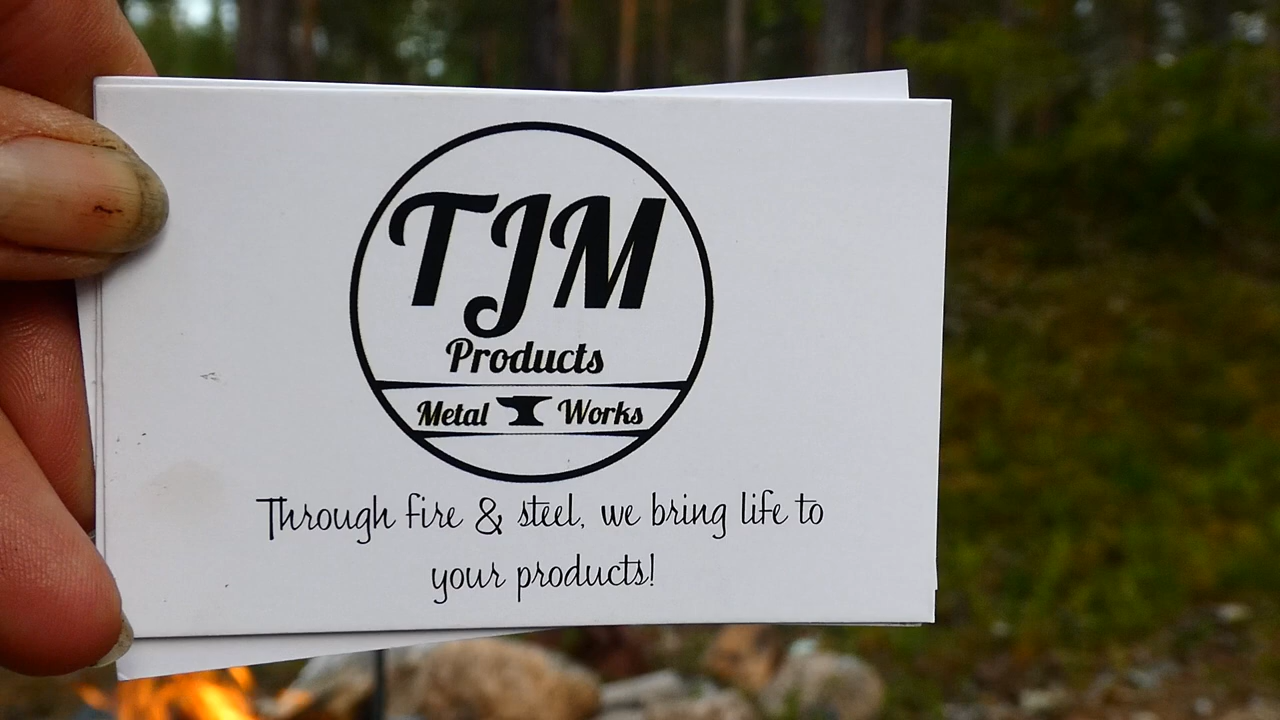 TJM
Products
Metal Works
Through fire & steel, we bring life to
your products!